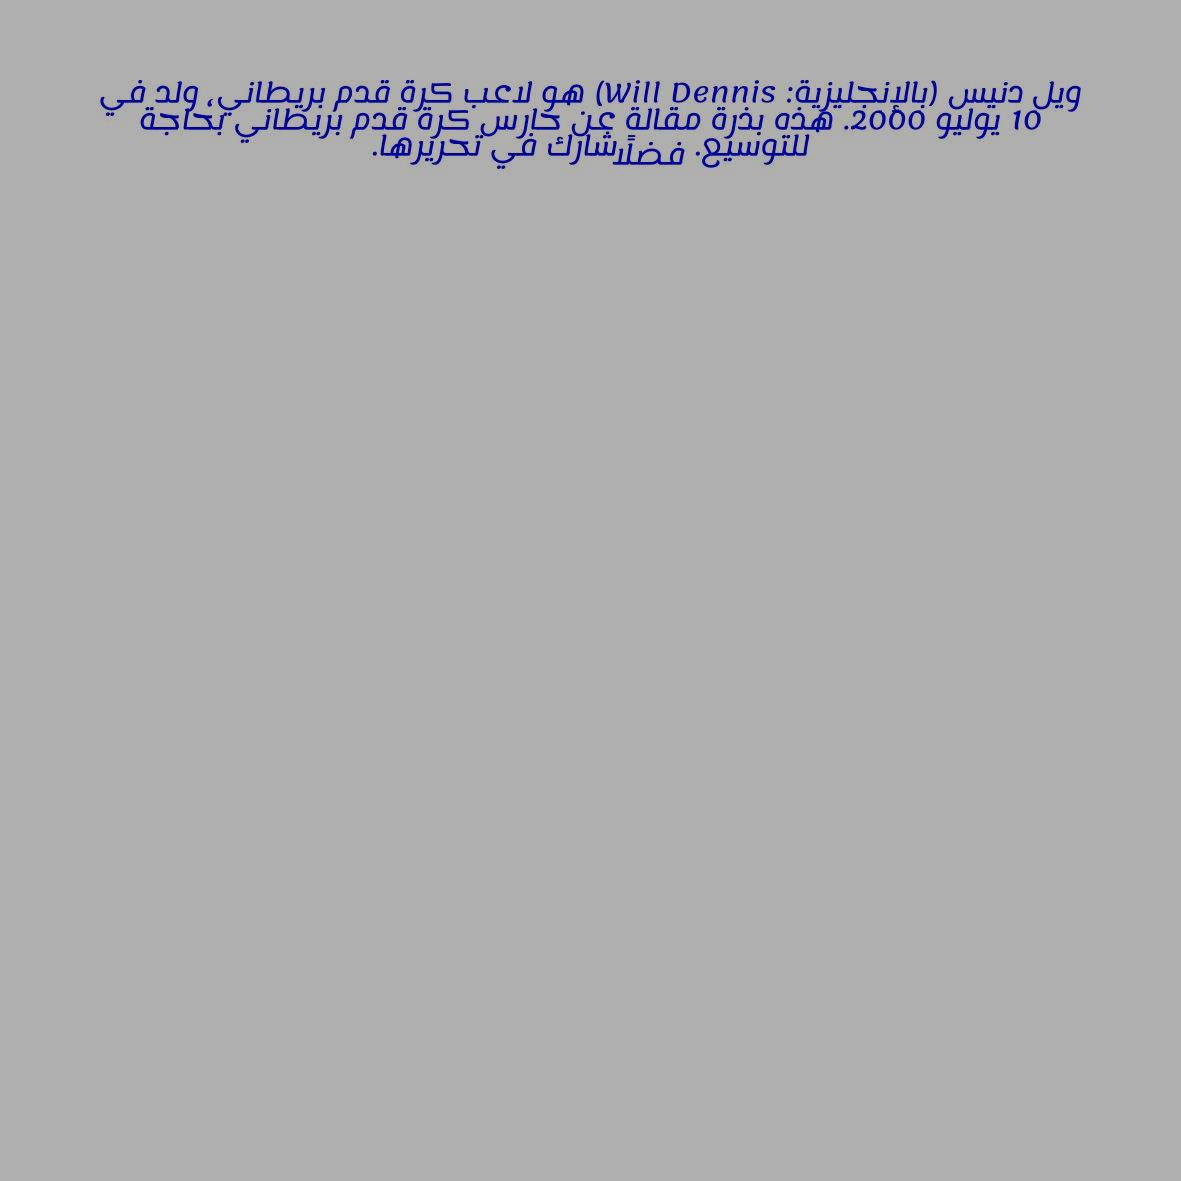 ويل دنيس (بالإنجليزية: Will Dennis) هو لاعب كرة قدم بريطاني، ولد في
10 يوليو 2000. هذه بذرة مقالة عن حارس كرة قدم بريطاني بحاجة
للتوسيع. فضلًا شارك في تحريرها.